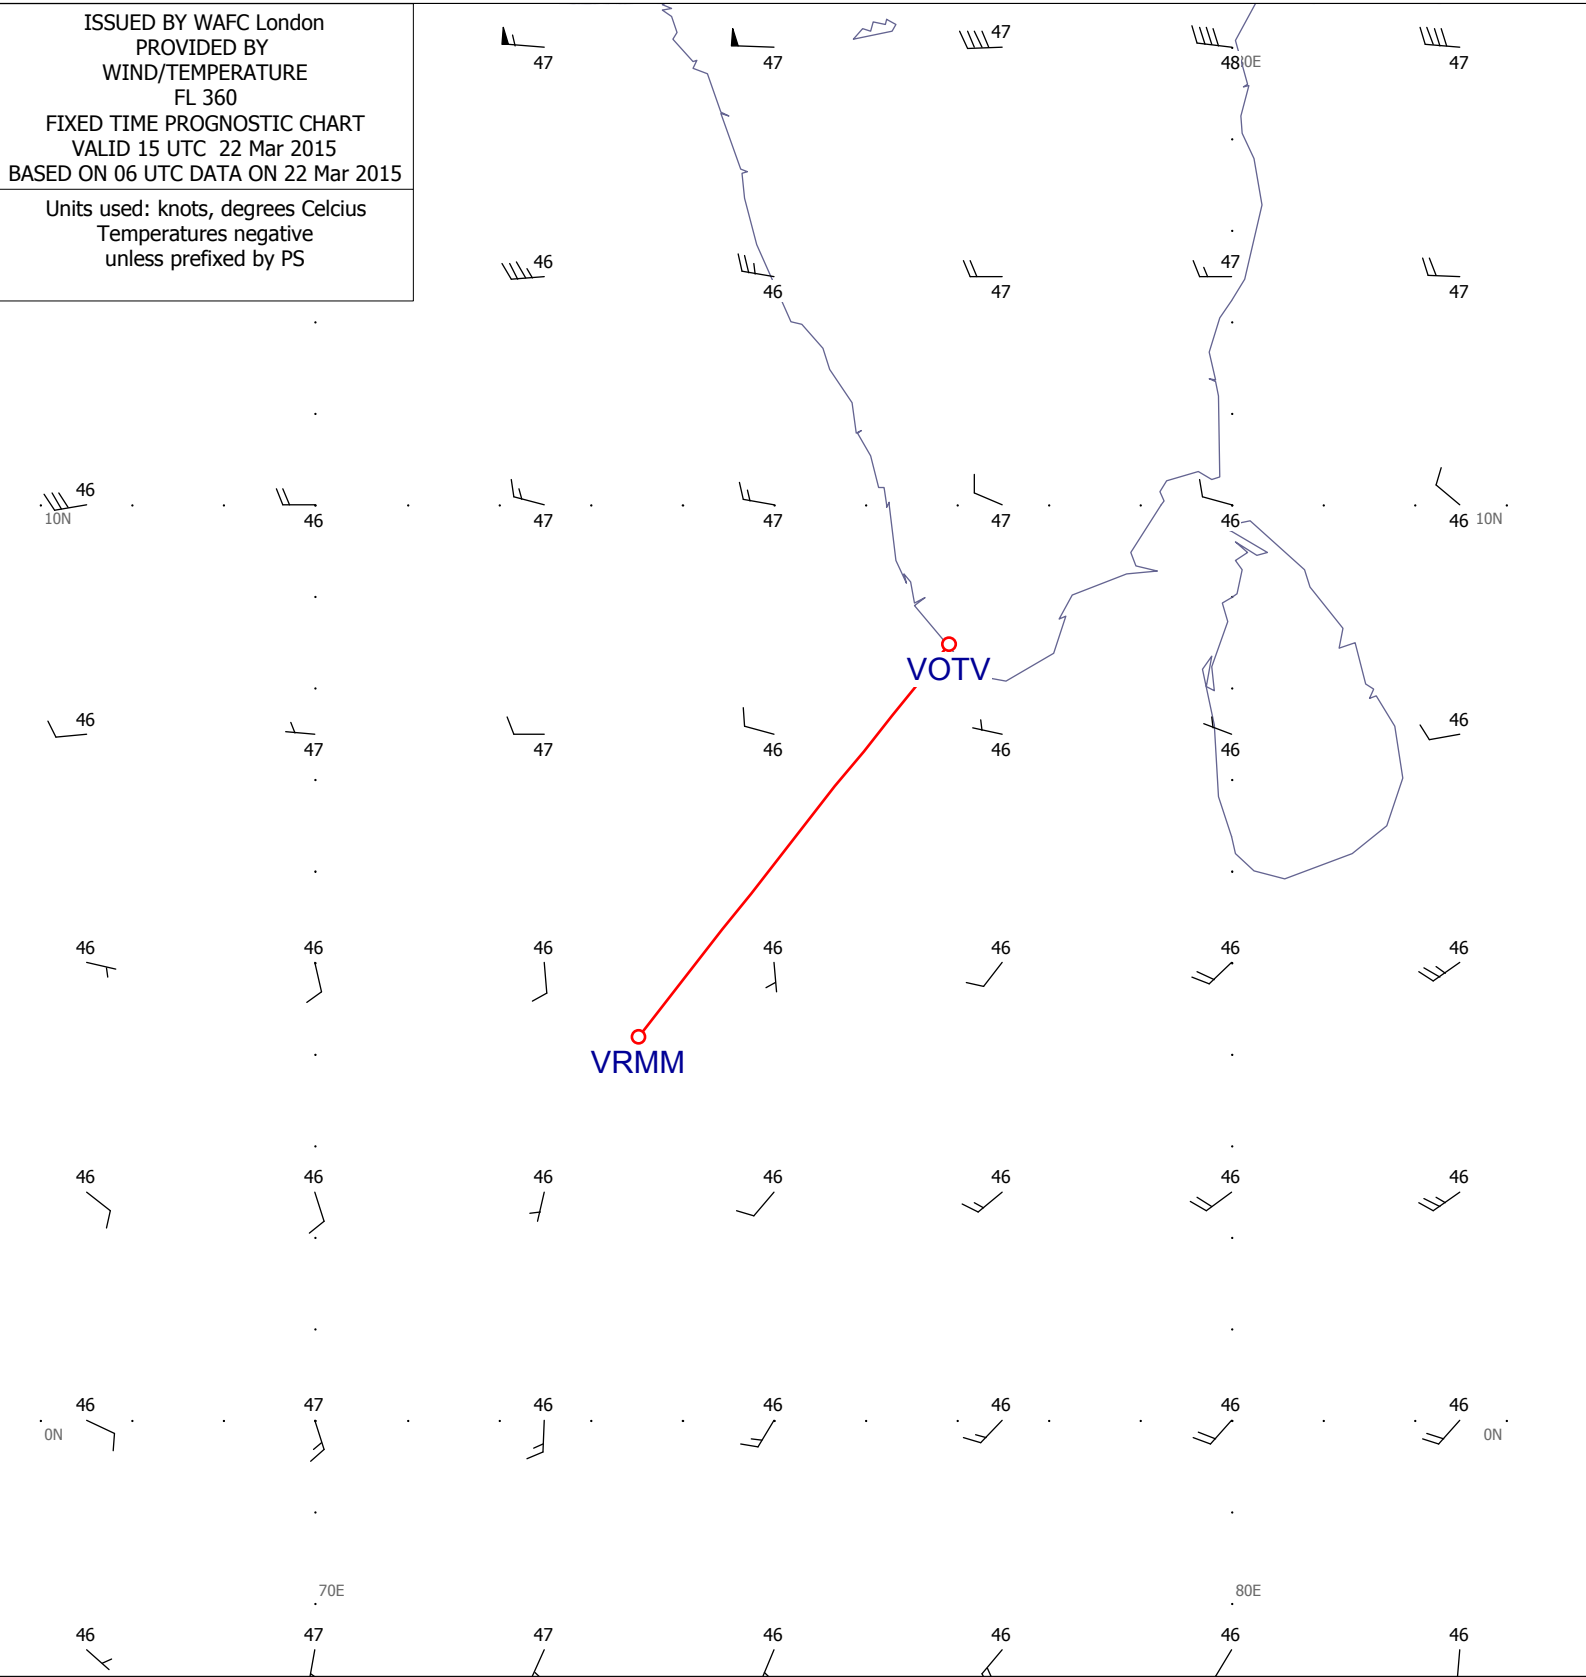 ISSUED BY WAFC London
PROVIDED BY
WIND/TEMPERATURE
FL 360
FIXED TIME PROGNOSTIC CHART
VALID 15 UTC 22 Mar 2015
BASED ON 06 UTC DATA ON 22 Mar 2015
Units used: knots, degrees Celcius
Temperatures negative
unless prefixed by PS
47 47 47 48 0E 47
46 46 47 47 47
46 46 47 47 47 46 46
10N 10N
VOTV
46 47 47 46 46 46 46
46 46 46 46 46 46 46
VRMM
46 46 46 46 46 46 46
46 47 46 46 46 46 46
0N 0N
70E 80E
46 47 47 46 46 46 46